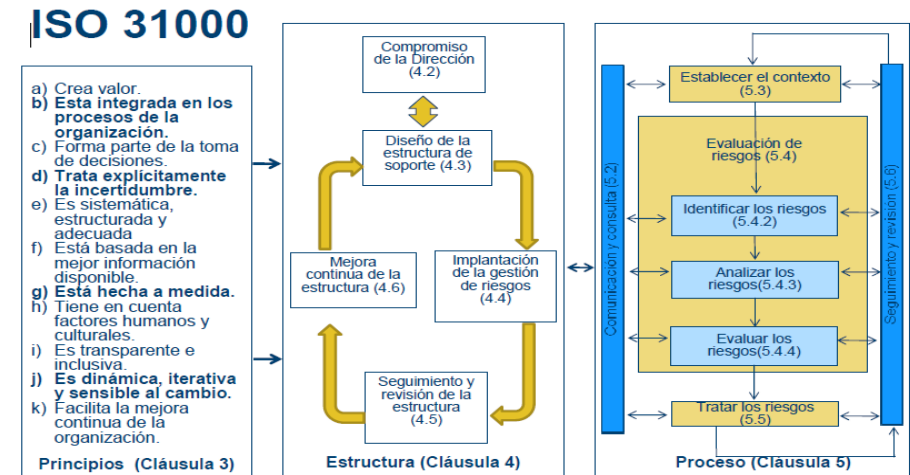 ISO 31000
a) Crea valor.
b) Esta integrada en los
procesos de la
organización.
c) Forma parte de la toma
de decisiones.
d) Trata explícitamente
la incertidumbre.
e) Es sistemática,
estructurada y
adecuada
f) Está basada en la
mejor información
disponible.
g) Está hecha a medida.
h) Tiene en cuenta
factores humanos y
culturales.
i) Es transparente e
inclusiva.
j) Es dinámica, iterativa
y sensible al cambio.
k) Facilita la mejora
continua de la
organización.
Principios (Cláusula 3)
Compromiso
de la Dirección
(4.2)
Diseño de la
estructura de
soporte (4.3)
Mejora
continua de la
estructura (4.6)
Implantación
de la gestión
de riesgos
(4.4)
Seguimiento y
revisión de la
estructura
(4.5)
Estructura (Cláusula 4)
Comunicación y consulta (5.2)
Establecer el contexto
(5.3)
Evaluación de
riesgos (5.4)
Identificar los riesgos
(5.4.2)
Analizar los
riesgos(5.4.3)
Evaluar los
riesgos(5.4.4)
Tratar los riesgos
(5.5)
Seguimiento y revisión (5.6)
Proceso (Cláusula 5)